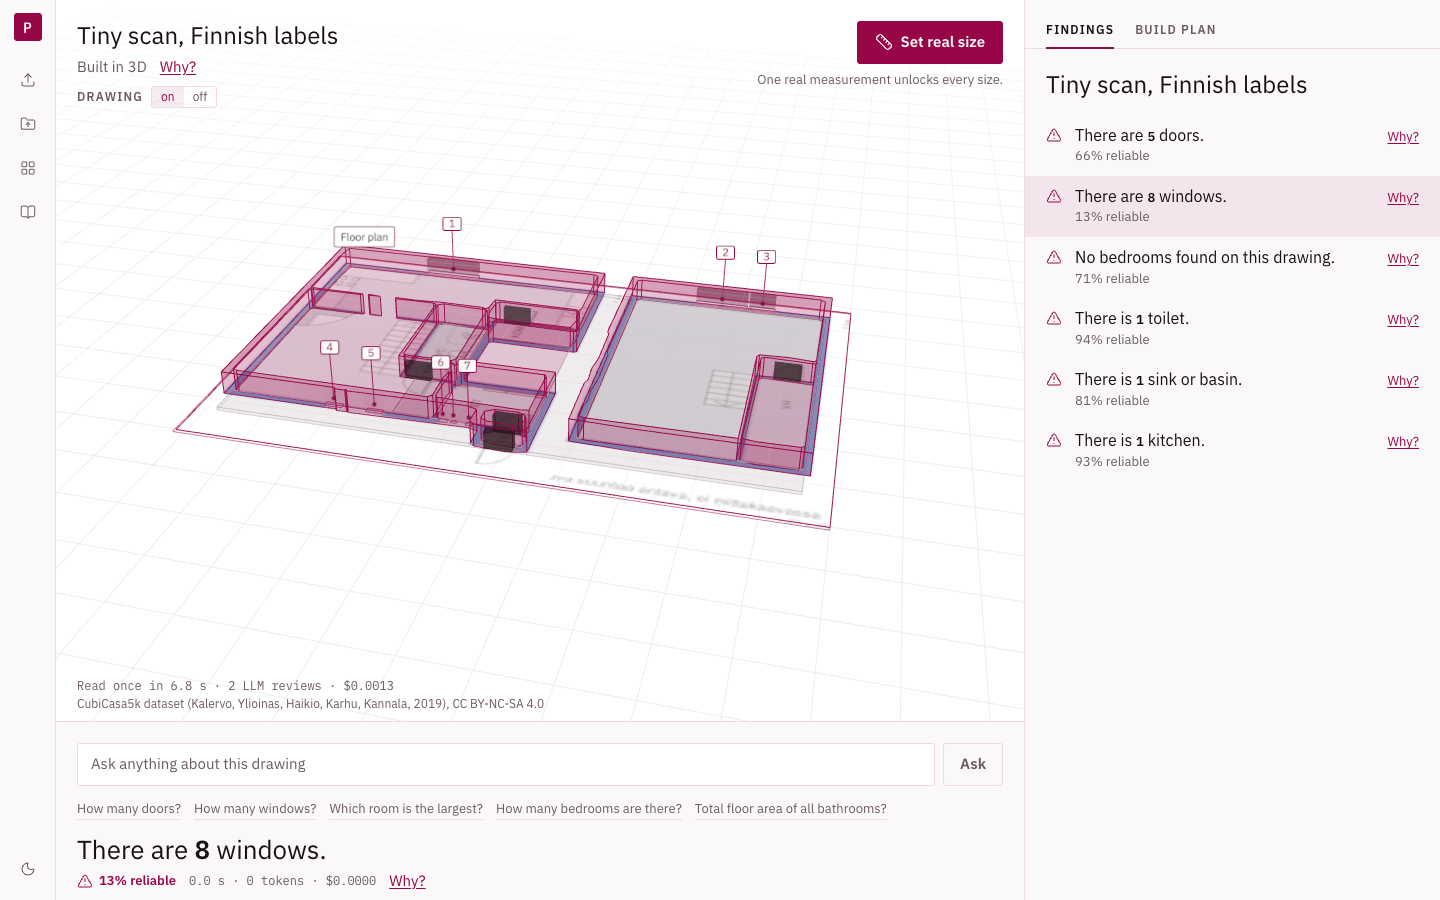 P
Tiny scan, Finnish labels
Built in 3D Why?
DRAWING on off
Set real size
One real measurement unlocks every size.
Floor plan
1
2
3
4
5
6
7
Read once in 6.8 s · 2 LLM reviews · $0.0013
CubiCasa5k dataset (Kalervo, Ylioinas, Haikio, Karhu, Kannala, 2019), CC BY-NC-SA 4.0
Ask anything about this drawing
Ask
How many doors? How many windows? Which room is the largest? How many bedrooms are there? Total floor area of all bathrooms?
There are 8 windows.
13% reliable 0.0 s · 0 tokens · $0.0000 Why?
FINDINGS BUILD PLAN
Tiny scan, Finnish labels
There are 5 doors. Why?
66% reliable
There are 8 windows. Why?
13% reliable
No bedrooms found on this drawing. Why?
71% reliable
There is 1 toilet. Why?
94% reliable
There is 1 sink or basin. Why?
81% reliable
There is 1 kitchen. Why?
93% reliable